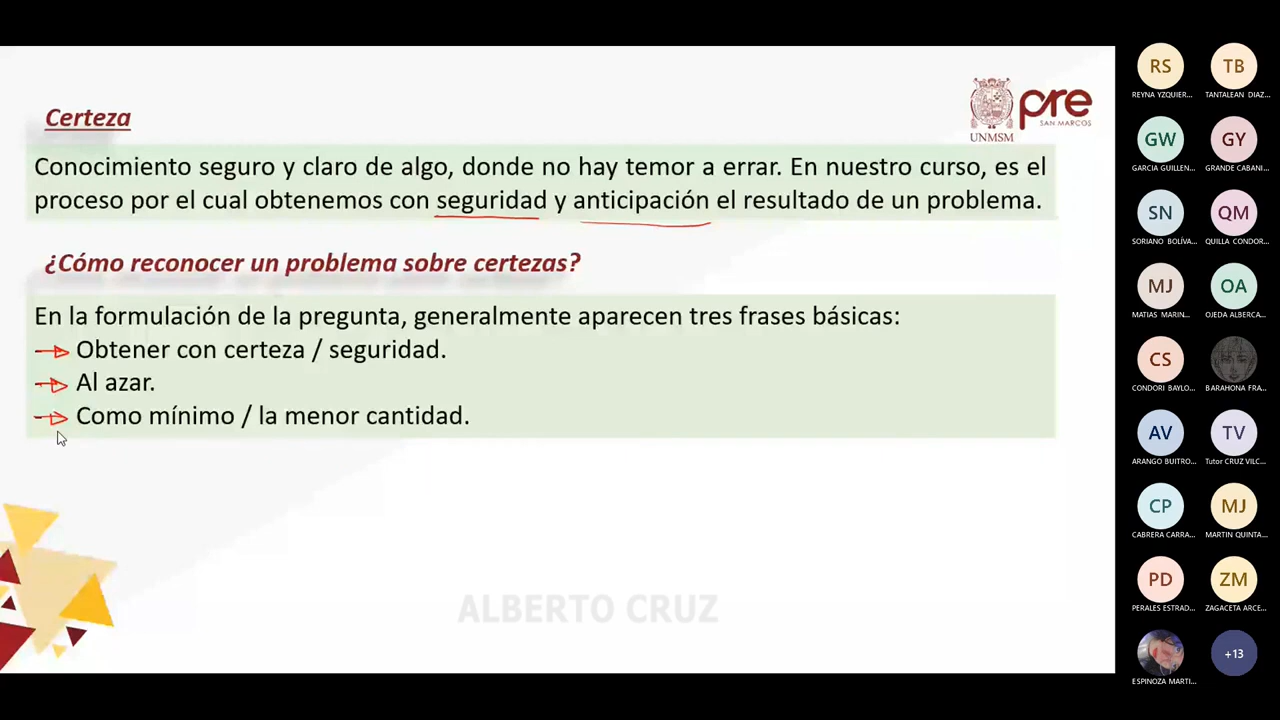 Certeza
UNMSM
pre
SAN MARCOS
Conocimiento seguro y claro de algo, donde no hay temor a errar. En nuestro curso, es el
proceso por el cual obtenemos con seguridad y anticipación el resultado de un problema.
¿Cómo reconocer un problema sobre certezas?
En la formulación de la pregunta, generalmente aparecen tres frases básicas:
Obtener con certeza / seguridad.
Al azar.
Como mínimo / la menor cantidad.
ALBERTO CRUZ
RS TB
REYNA YZQUIER... TANTALEAN DIAZ...
GW GY
GARCIA GUILLEN... GRANDE CABANI...
SN QM
SORIANO BOLÍVA... QUILLA CONDOR...
MJ OA
MATIAS MARIN... OJEDA ALBERCA...
CS
CONDORI BAYLO... BARAHONA FRA...
AV TV
ARANGO BUITRO... Tutor CRUZ VILC...
CP MJ
CABRERA CARRA... MARTIN QUINTA...
PD ZM
PERALES ESTRAD... ZAGACETA ARCE...
+13
ESPINOZA MARTI...